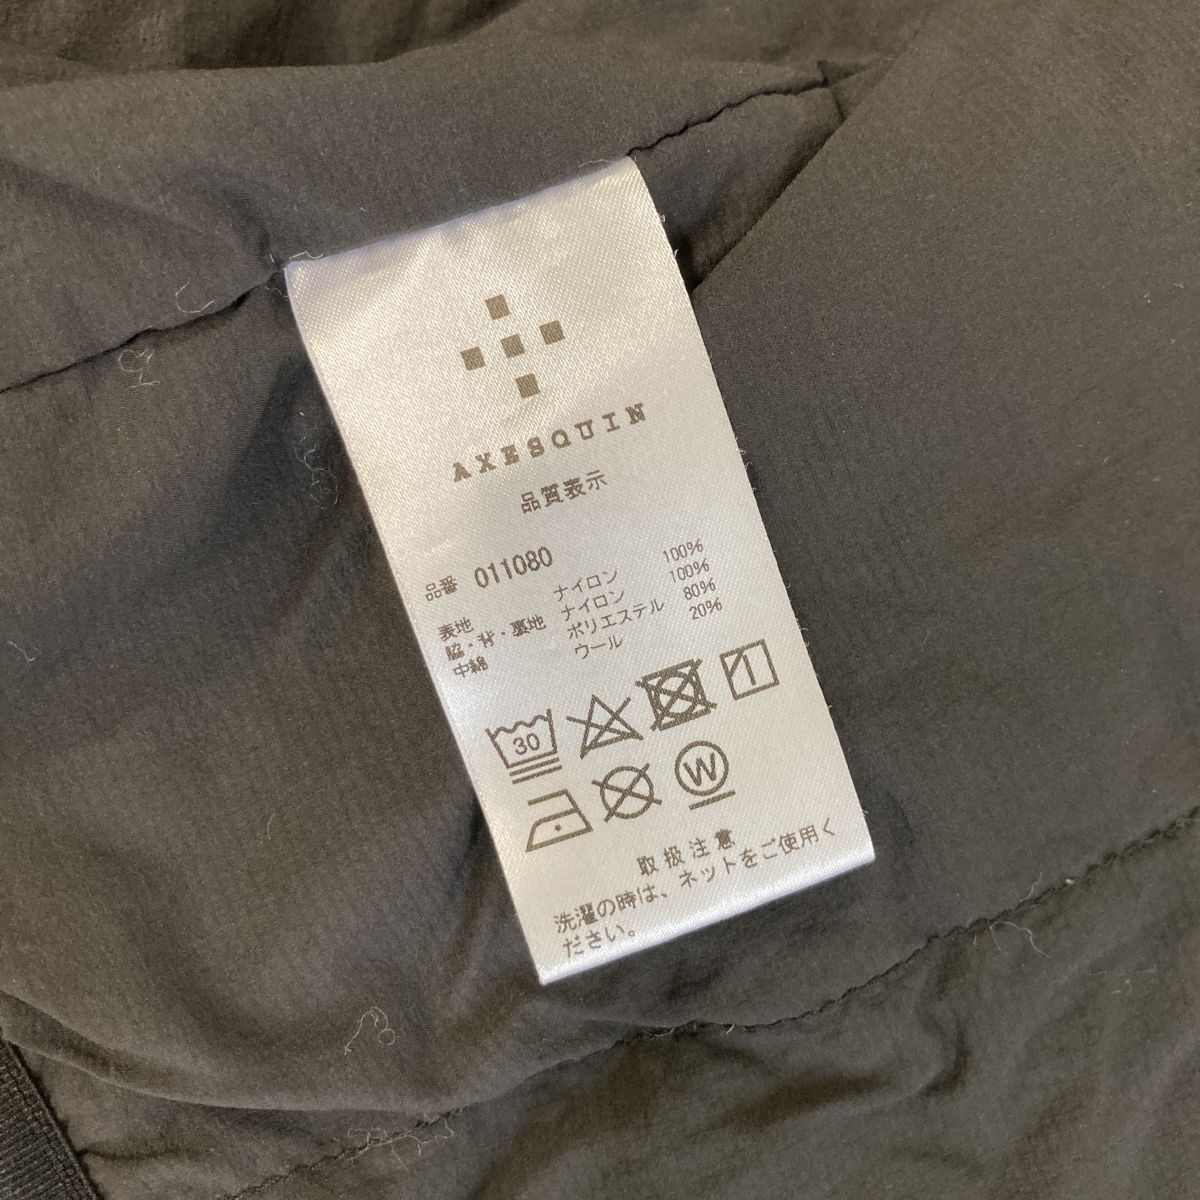 AXESQUIN
品質表示
品番 011080
表地 ナイロン 100%
脇・背・裏地 ナイロン 100%
中綿 ポリエステル 80%
ウール 20%
30
W
取扱注意
洗濯の時は、ネットをご使用く
ださい。